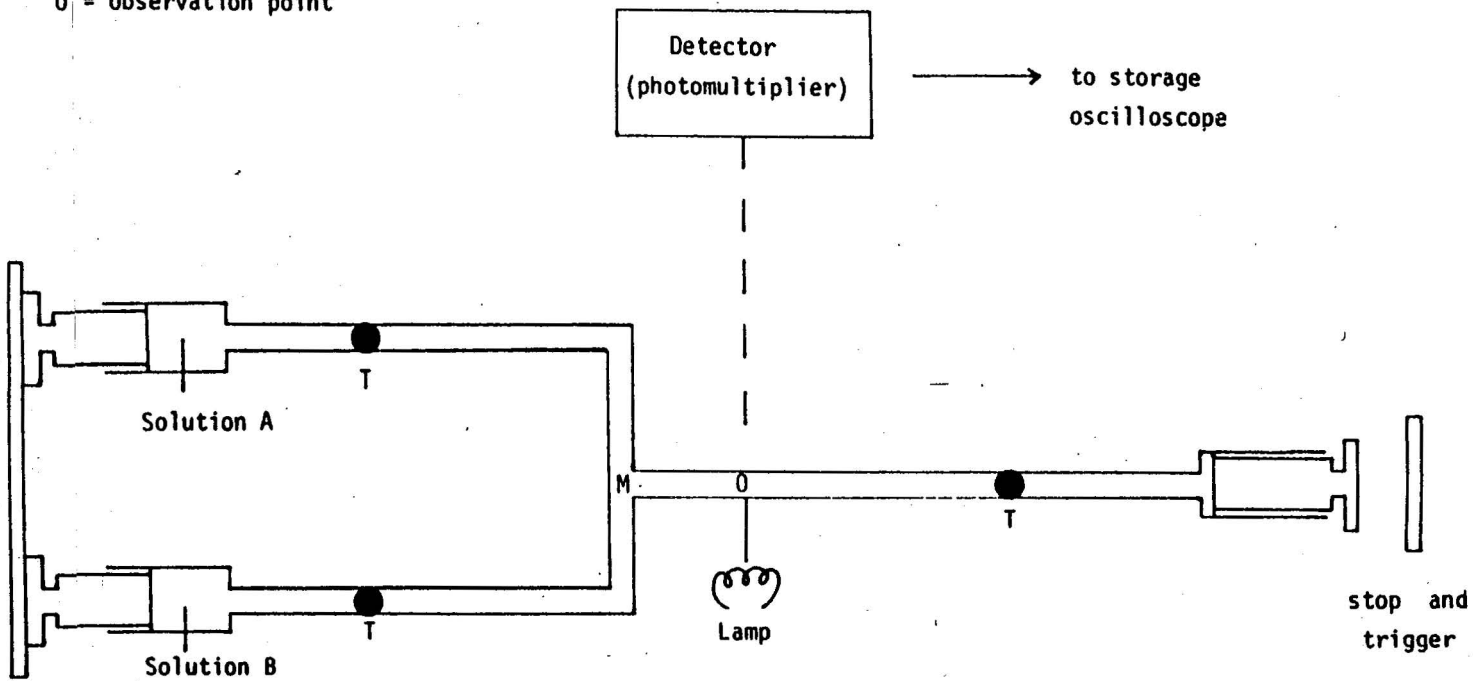 O = observation point
Detector
(photomultiplier)
to storage
oscilloscope
T
Solution A
M
O
T
T
Solution B
Lamp
stop and
trigger